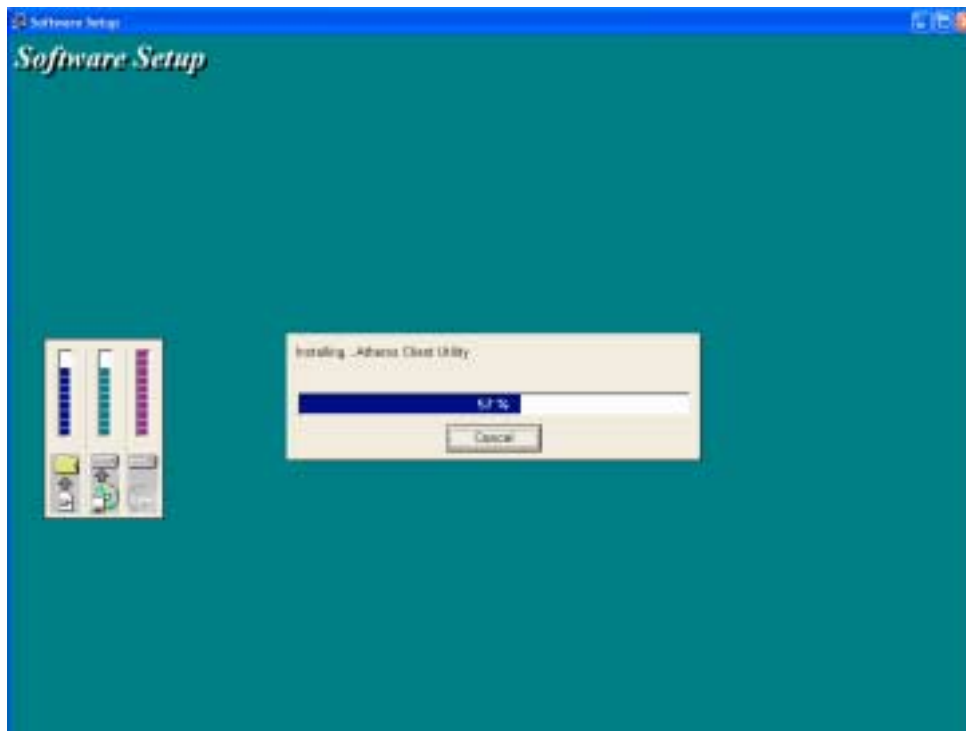 Software Setup
Software Setup
Installing ...Atheros Client Utility
57 %
Cancel